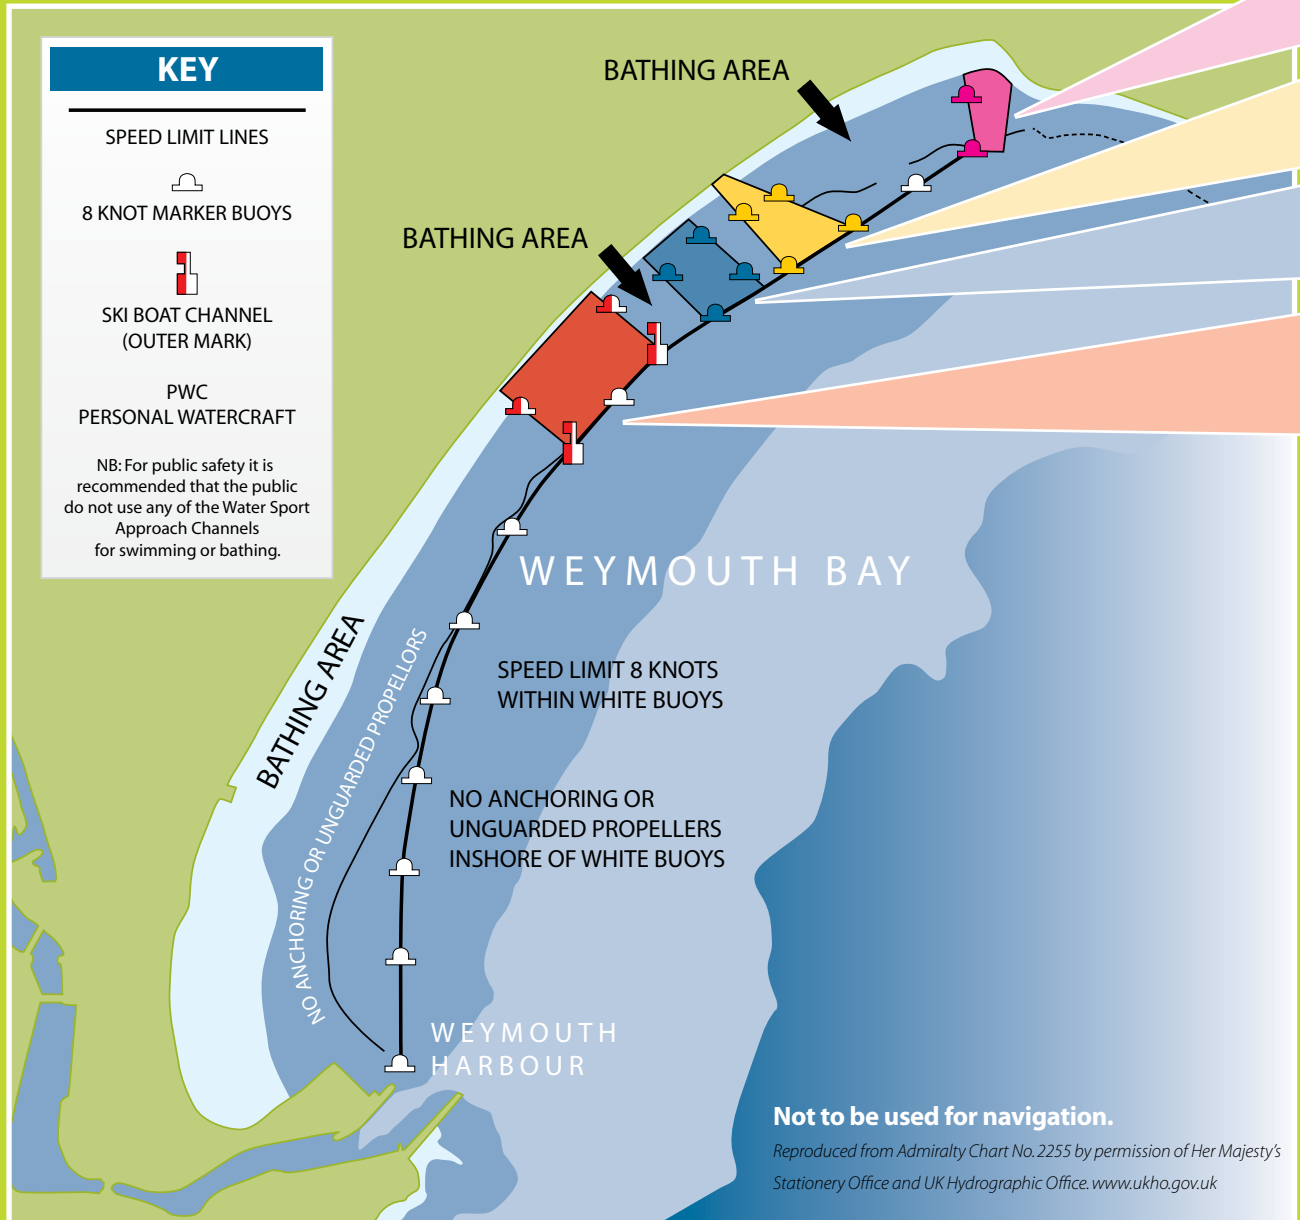 KEY
SPEED LIMIT LINES
8 KNOT MARKER BUOYS
SKI BOAT CHANNEL
(OUTER MARK)
PWC
PERSONAL WATERCRAFT
NB: For public safety it is
recommended that the public
do not use any of the Water Sport
Approach Channels
for swimming or bathing.
BATHING AREA
BATHING AREA
WEYMOUTH BAY
BATHING AREA
NO ANCHORING OR UNGUARDED PROPELLORS
SPEED LIMIT 8 KNOTS
WITHIN WHITE BUOYS
NO ANCHORING OR
UNGUARDED PROPELLERS
INSHORE OF WHITE BUOYS
WEYMOUTH
HARBOUR
Not to be used for navigation.
Reproduced from Admiralty Chart No. 2255 by permission of Her Majesty's
Stationery Office and UK Hydrographic Office. www.ukho.gov.uk